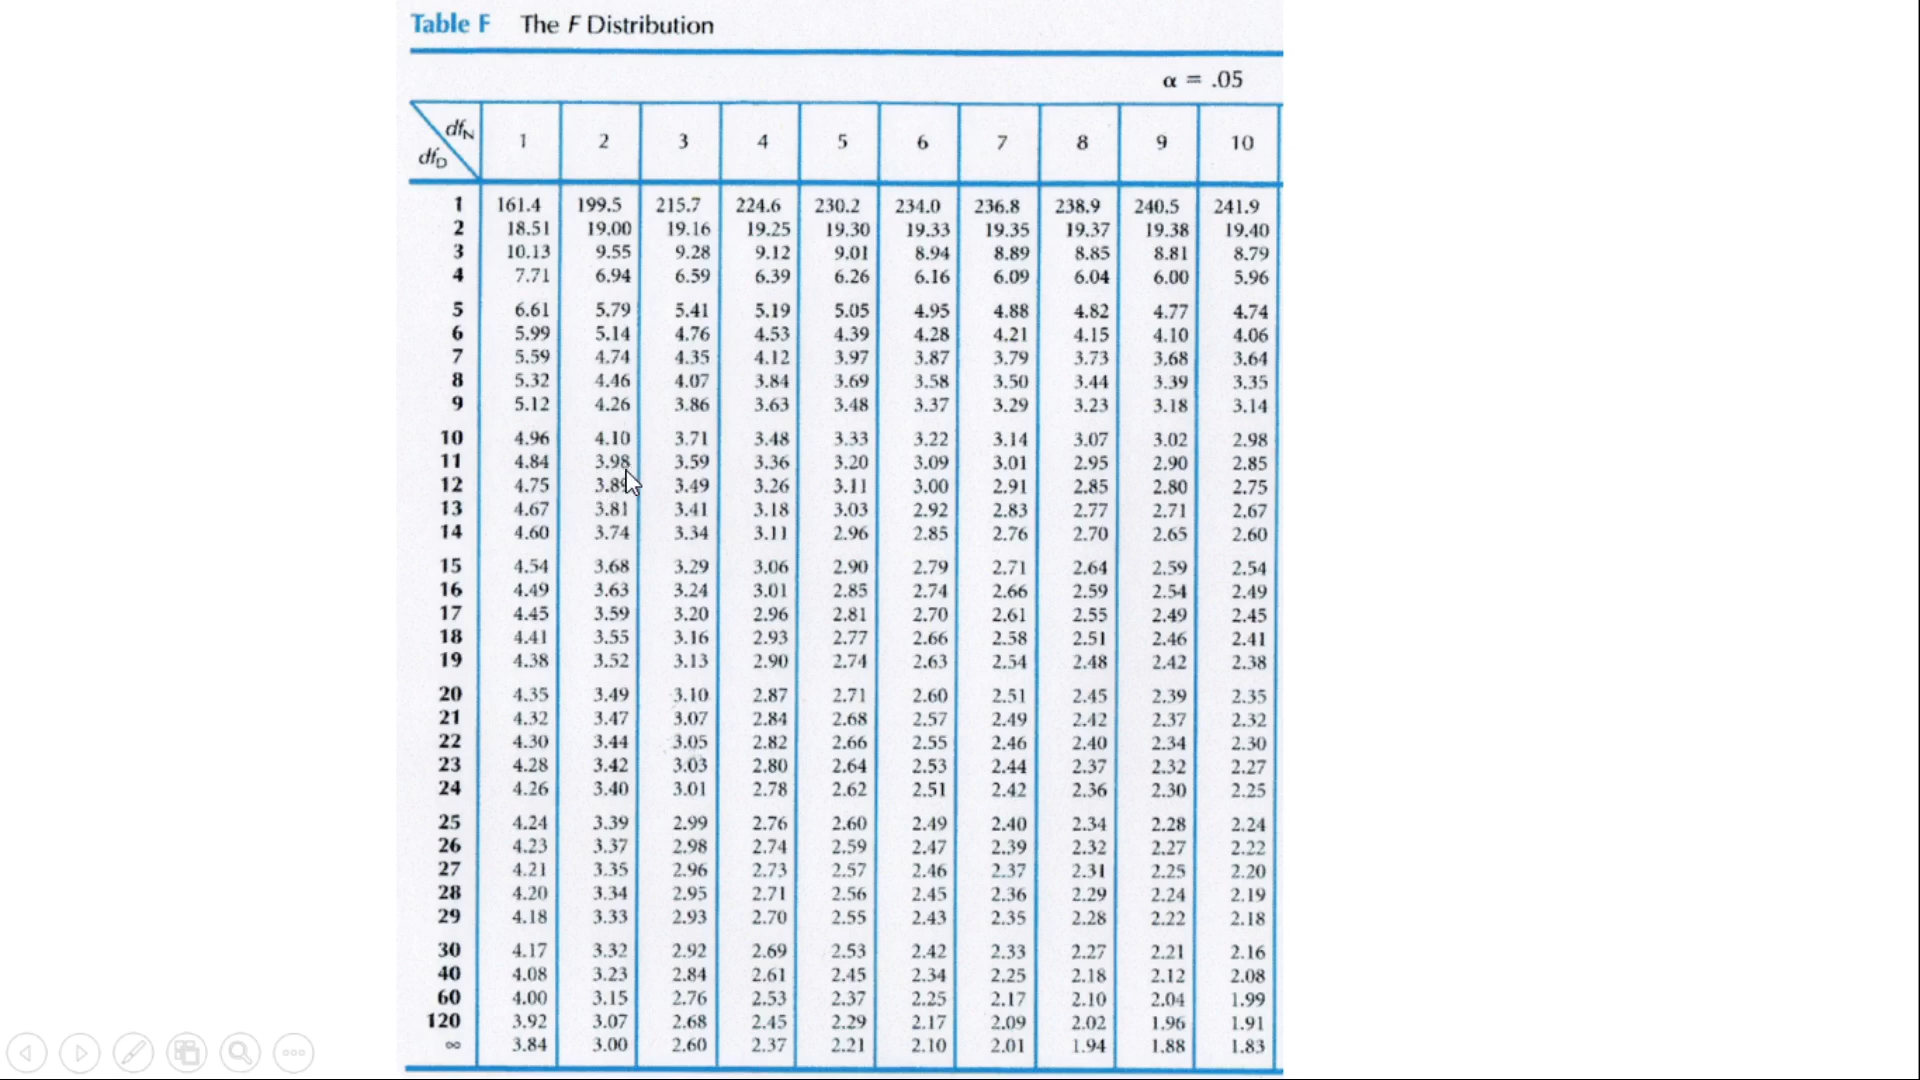 Table F The F Distribution
α = .05
df_N
df_D 1 2 3 4 5 6 7 8 9 10
1 161.4 199.5 215.7 224.6 230.2 234.0 236.8 238.9 240.5 241.9
2 18.51 19.00 19.16 19.25 19.30 19.33 19.35 19.37 19.38 19.40
3 10.13 9.55 9.28 9.12 9.01 8.94 8.89 8.85 8.81 8.79
4 7.71 6.94 6.59 6.39 6.26 6.16 6.09 6.04 6.00 5.96
5 6.61 5.79 5.41 5.19 5.05 4.95 4.88 4.82 4.77 4.74
6 5.99 5.14 4.76 4.53 4.39 4.28 4.21 4.15 4.10 4.06
7 5.59 4.74 4.35 4.12 3.97 3.87 3.79 3.73 3.68 3.64
8 5.32 4.46 4.07 3.84 3.69 3.58 3.50 3.44 3.39 3.35
9 5.12 4.26 3.86 3.63 3.48 3.37 3.29 3.23 3.18 3.14
10 4.96 4.10 3.71 3.48 3.33 3.22 3.14 3.07 3.02 2.98
11 4.84 3.98 3.59 3.36 3.20 3.09 3.01 2.95 2.90 2.85
12 4.75 3.89 3.49 3.26 3.11 3.00 2.91 2.85 2.80 2.75
13 4.67 3.81 3.41 3.18 3.03 2.92 2.83 2.77 2.71 2.67
14 4.60 3.74 3.34 3.11 2.96 2.85 2.76 2.70 2.65 2.60
15 4.54 3.68 3.29 3.06 2.90 2.79 2.71 2.64 2.59 2.54
16 4.49 3.63 3.24 3.01 2.85 2.74 2.66 2.59 2.54 2.49
17 4.45 3.59 3.20 2.96 2.81 2.70 2.61 2.55 2.49 2.45
18 4.41 3.55 3.16 2.93 2.77 2.66 2.58 2.51 2.46 2.41
19 4.38 3.52 3.13 2.90 2.74 2.63 2.54 2.48 2.42 2.38
20 4.35 3.49 3.10 2.87 2.71 2.60 2.51 2.45 2.39 2.35
21 4.32 3.47 3.07 2.84 2.68 2.57 2.49 2.42 2.37 2.32
22 4.30 3.44 3.05 2.82 2.66 2.55 2.46 2.40 2.34 2.30
23 4.28 3.42 3.03 2.80 2.64 2.53 2.44 2.37 2.32 2.27
24 4.26 3.40 3.01 2.78 2.62 2.51 2.42 2.36 2.30 2.25
25 4.24 3.39 2.99 2.76 2.60 2.49 2.40 2.34 2.28 2.24
26 4.23 3.37 2.98 2.74 2.59 2.47 2.39 2.32 2.27 2.22
27 4.21 3.35 2.96 2.73 2.57 2.46 2.37 2.31 2.25 2.20
28 4.20 3.34 2.95 2.71 2.56 2.45 2.36 2.29 2.24 2.19
29 4.18 3.33 2.93 2.70 2.55 2.43 2.35 2.28 2.22 2.18
30 4.17 3.32 2.92 2.69 2.53 2.42 2.33 2.27 2.21 2.16
40 4.08 3.23 2.84 2.61 2.45 2.34 2.25 2.18 2.12 2.08
60 4.00 3.15 2.76 2.53 2.37 2.25 2.17 2.10 2.04 1.99
120 3.92 3.07 2.68 2.45 2.29 2.17 2.09 2.02 1.96 1.91
∞ 3.84 3.00 2.60 2.37 2.21 2.10 2.01 1.94 1.88 1.83